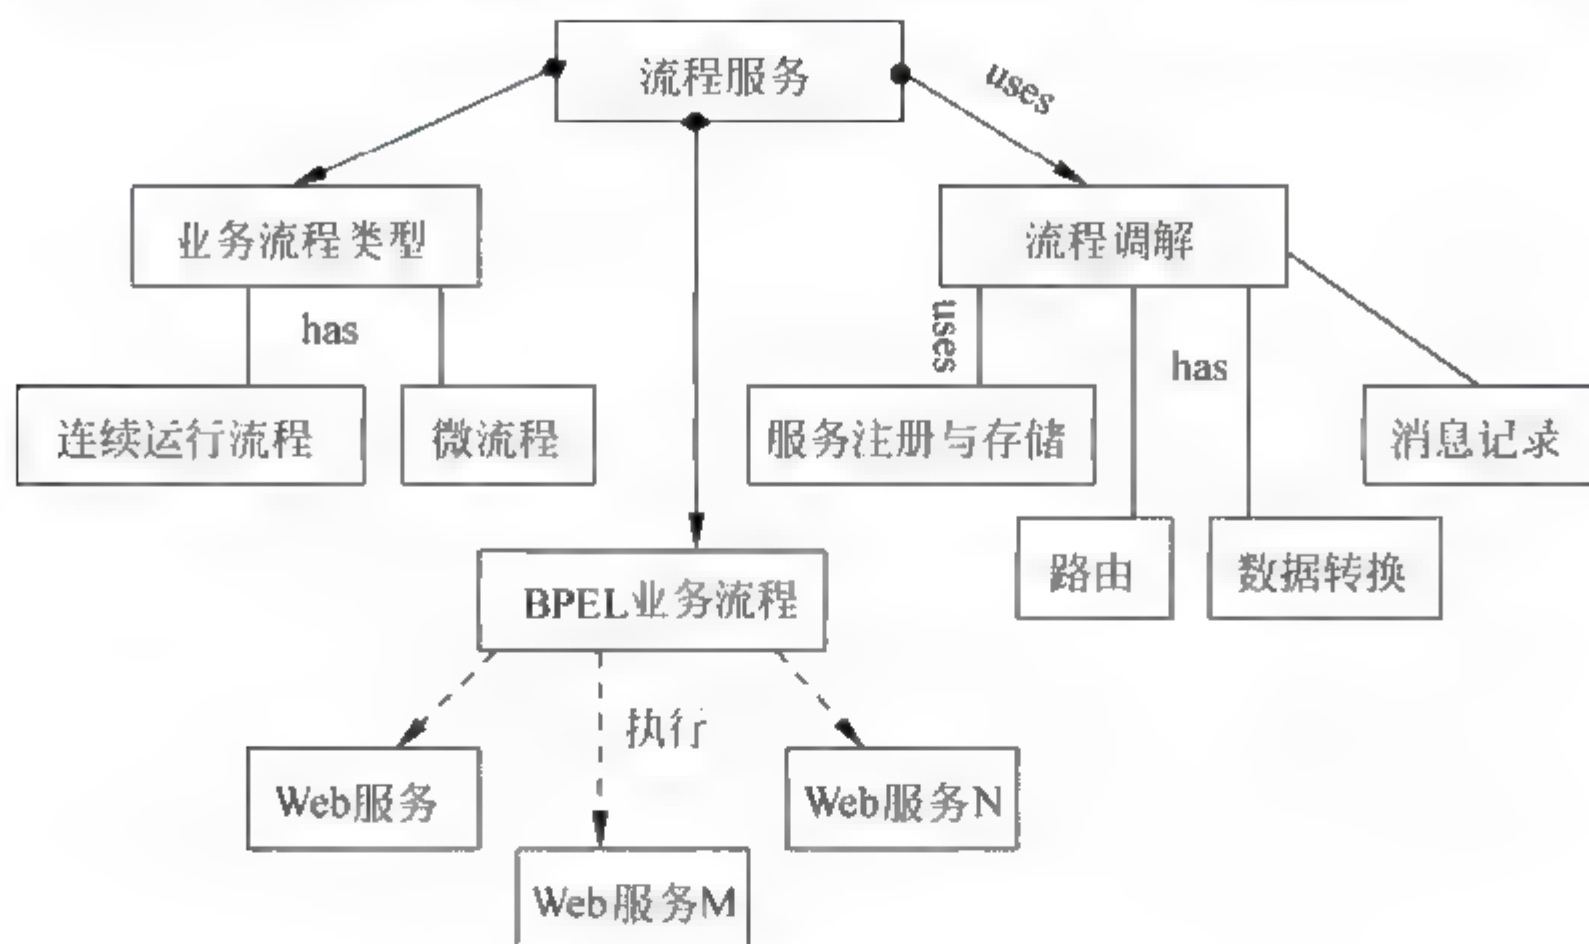 流程服务
uses
业务流程类型
流程调解
has
uses
has
连续运行流程
微流程
服务注册与存储
消息记录
路由
数据转换
BPEL业务流程
执行
Web服务
Web服务N
Web服务M